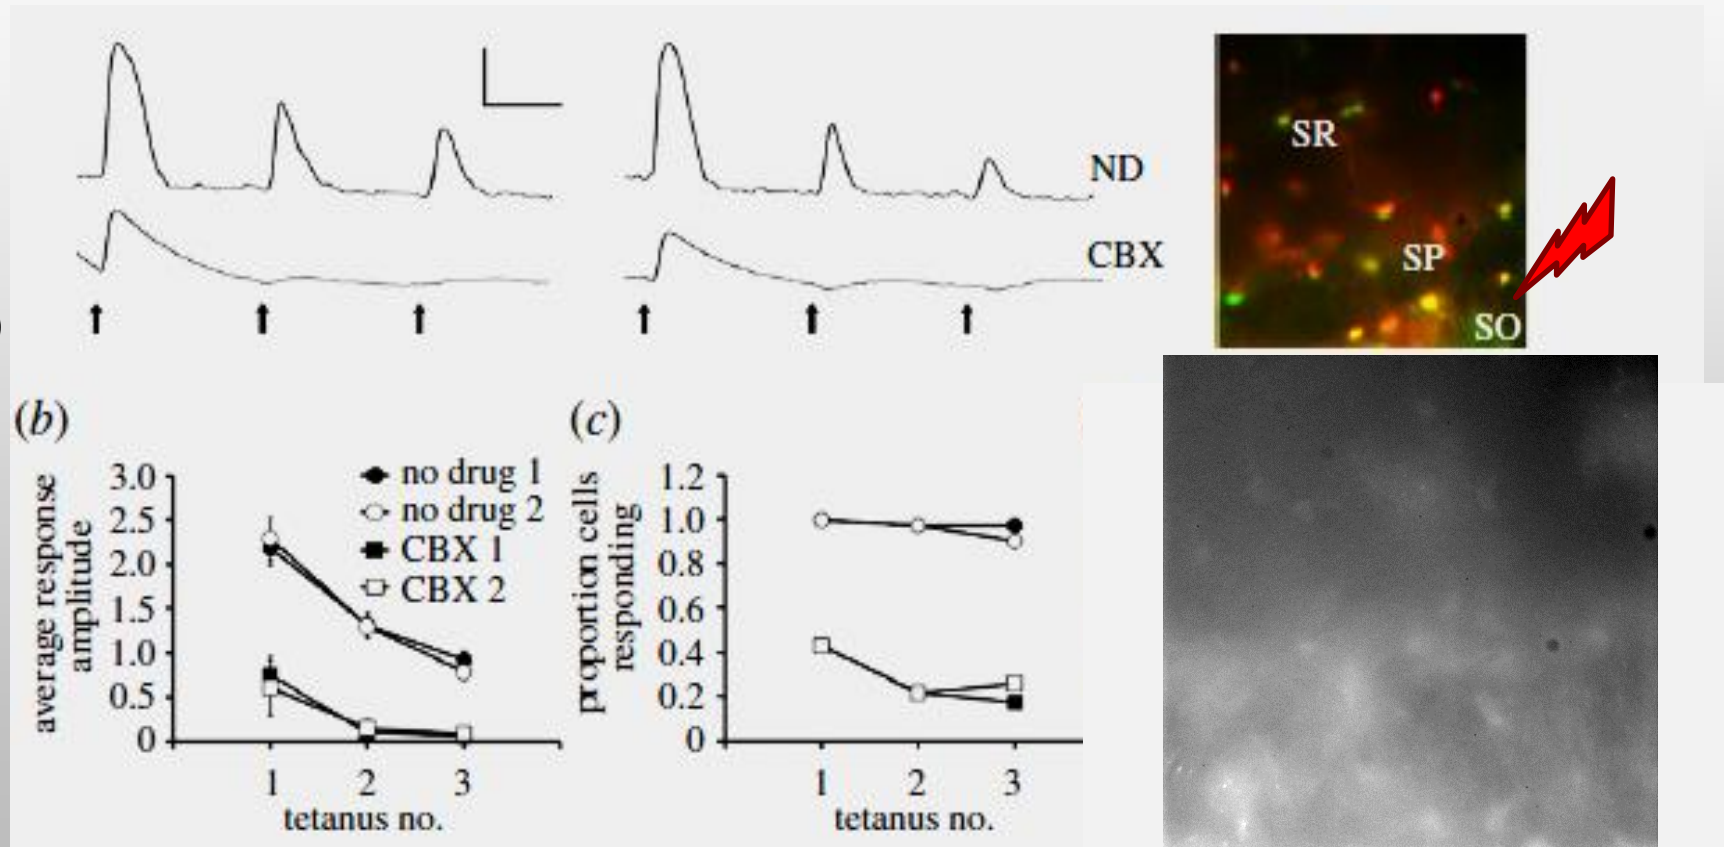 ND
CBX
SR
SP
SO
(b)
average response
amplitude
3.0
2.5
2.0
1.5
1.0
0.5
0
no drug 1
no drug 2
CBX 1
CBX 2
1 2 3
tetanus no.
(c)
proportion cells
responding
1.2
1.0
0.8
0.6
0.4
0.2
0
1 2 3
tetanus no.